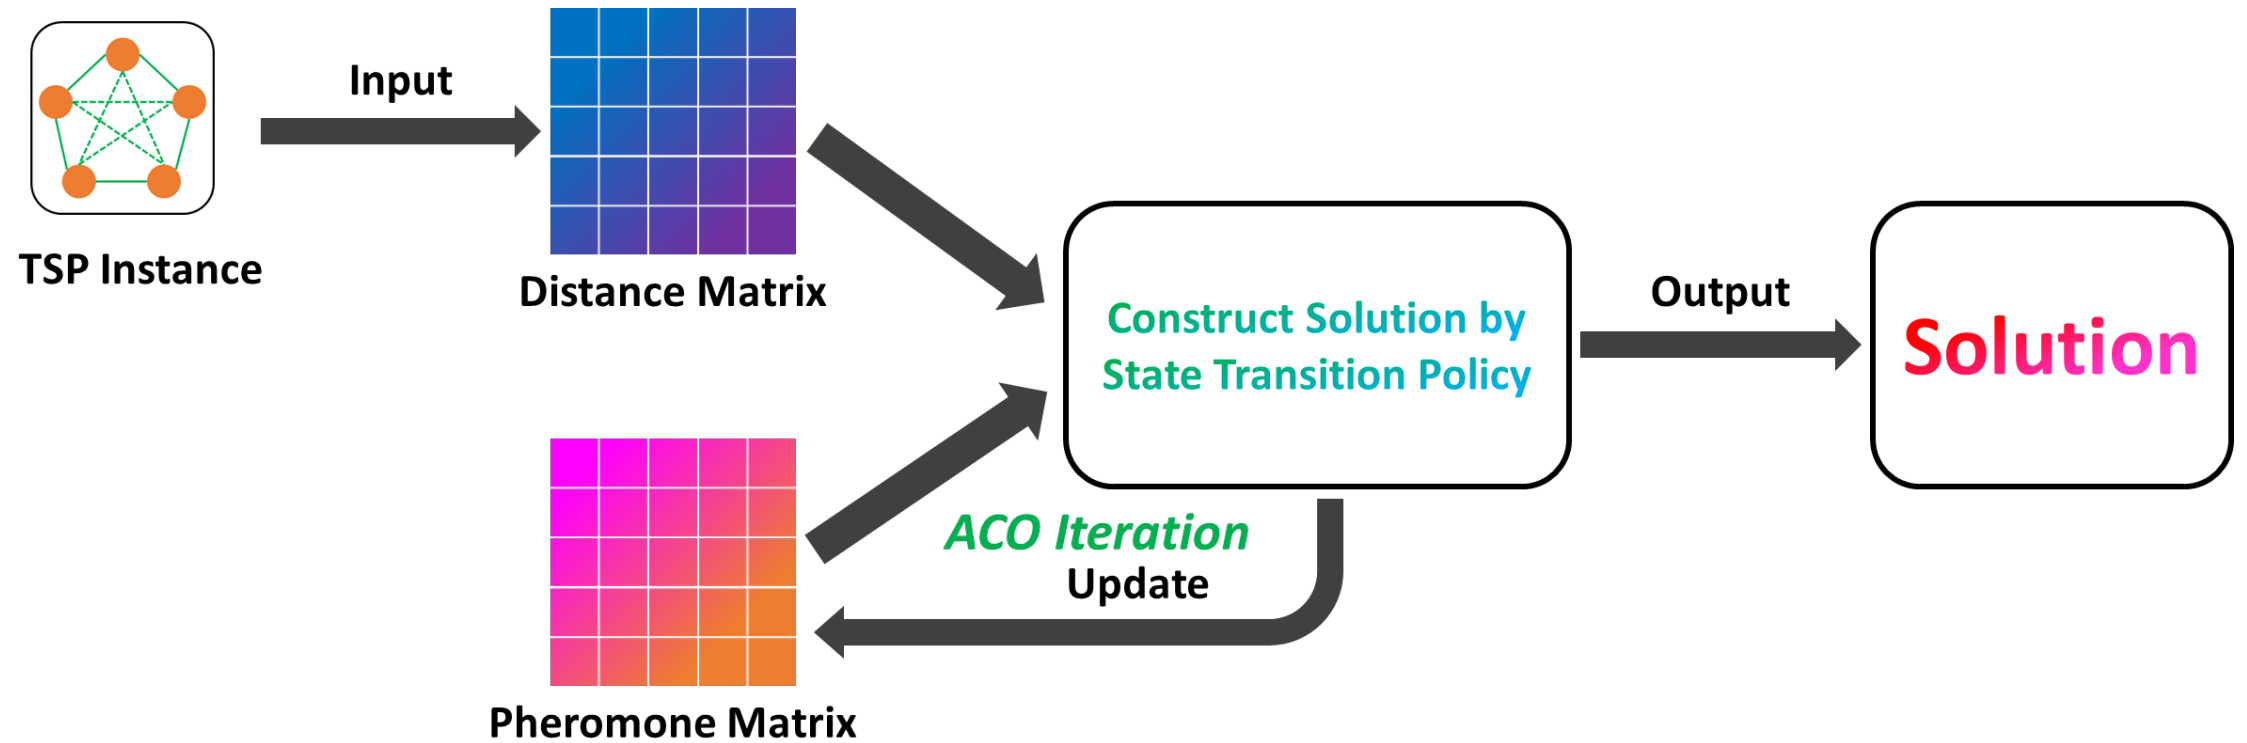 Input
TSP Instance
Distance Matrix
Construct Solution by
State Transition Policy
Output
Solution
ACO Iteration
Update
Pheromone Matrix